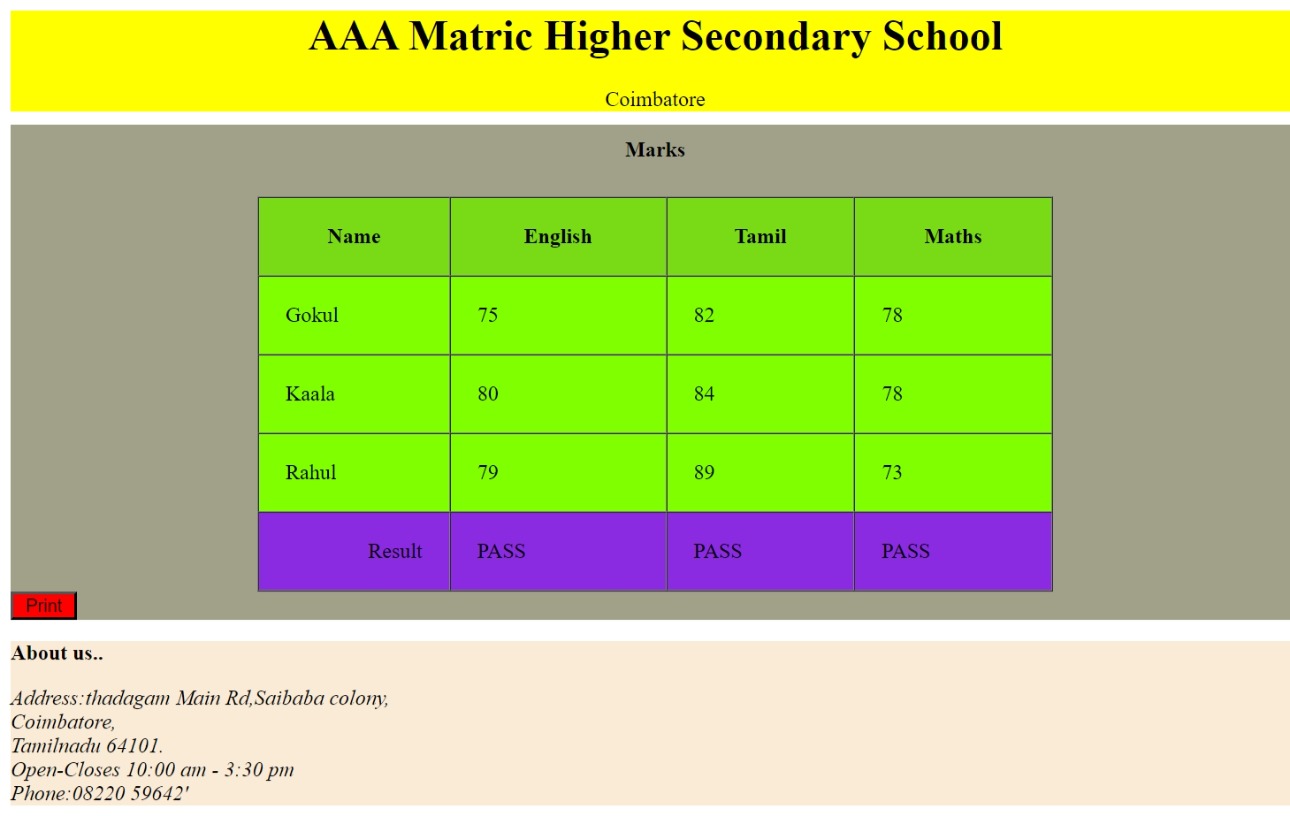 AAA Matric Higher Secondary School
Coimbatore
Marks
Name English Tamil Maths
Gokul 75 82 78
Kaala 80 84 78
Rahul 79 89 73
Result PASS PASS PASS
Print
About us..
Address:thadagam Main Rd,Saibaba colony,
Coimbatore,
Tamilnadu 64101.
Open-Closes 10:00 am - 3:30 pm
Phone:08220 59642'